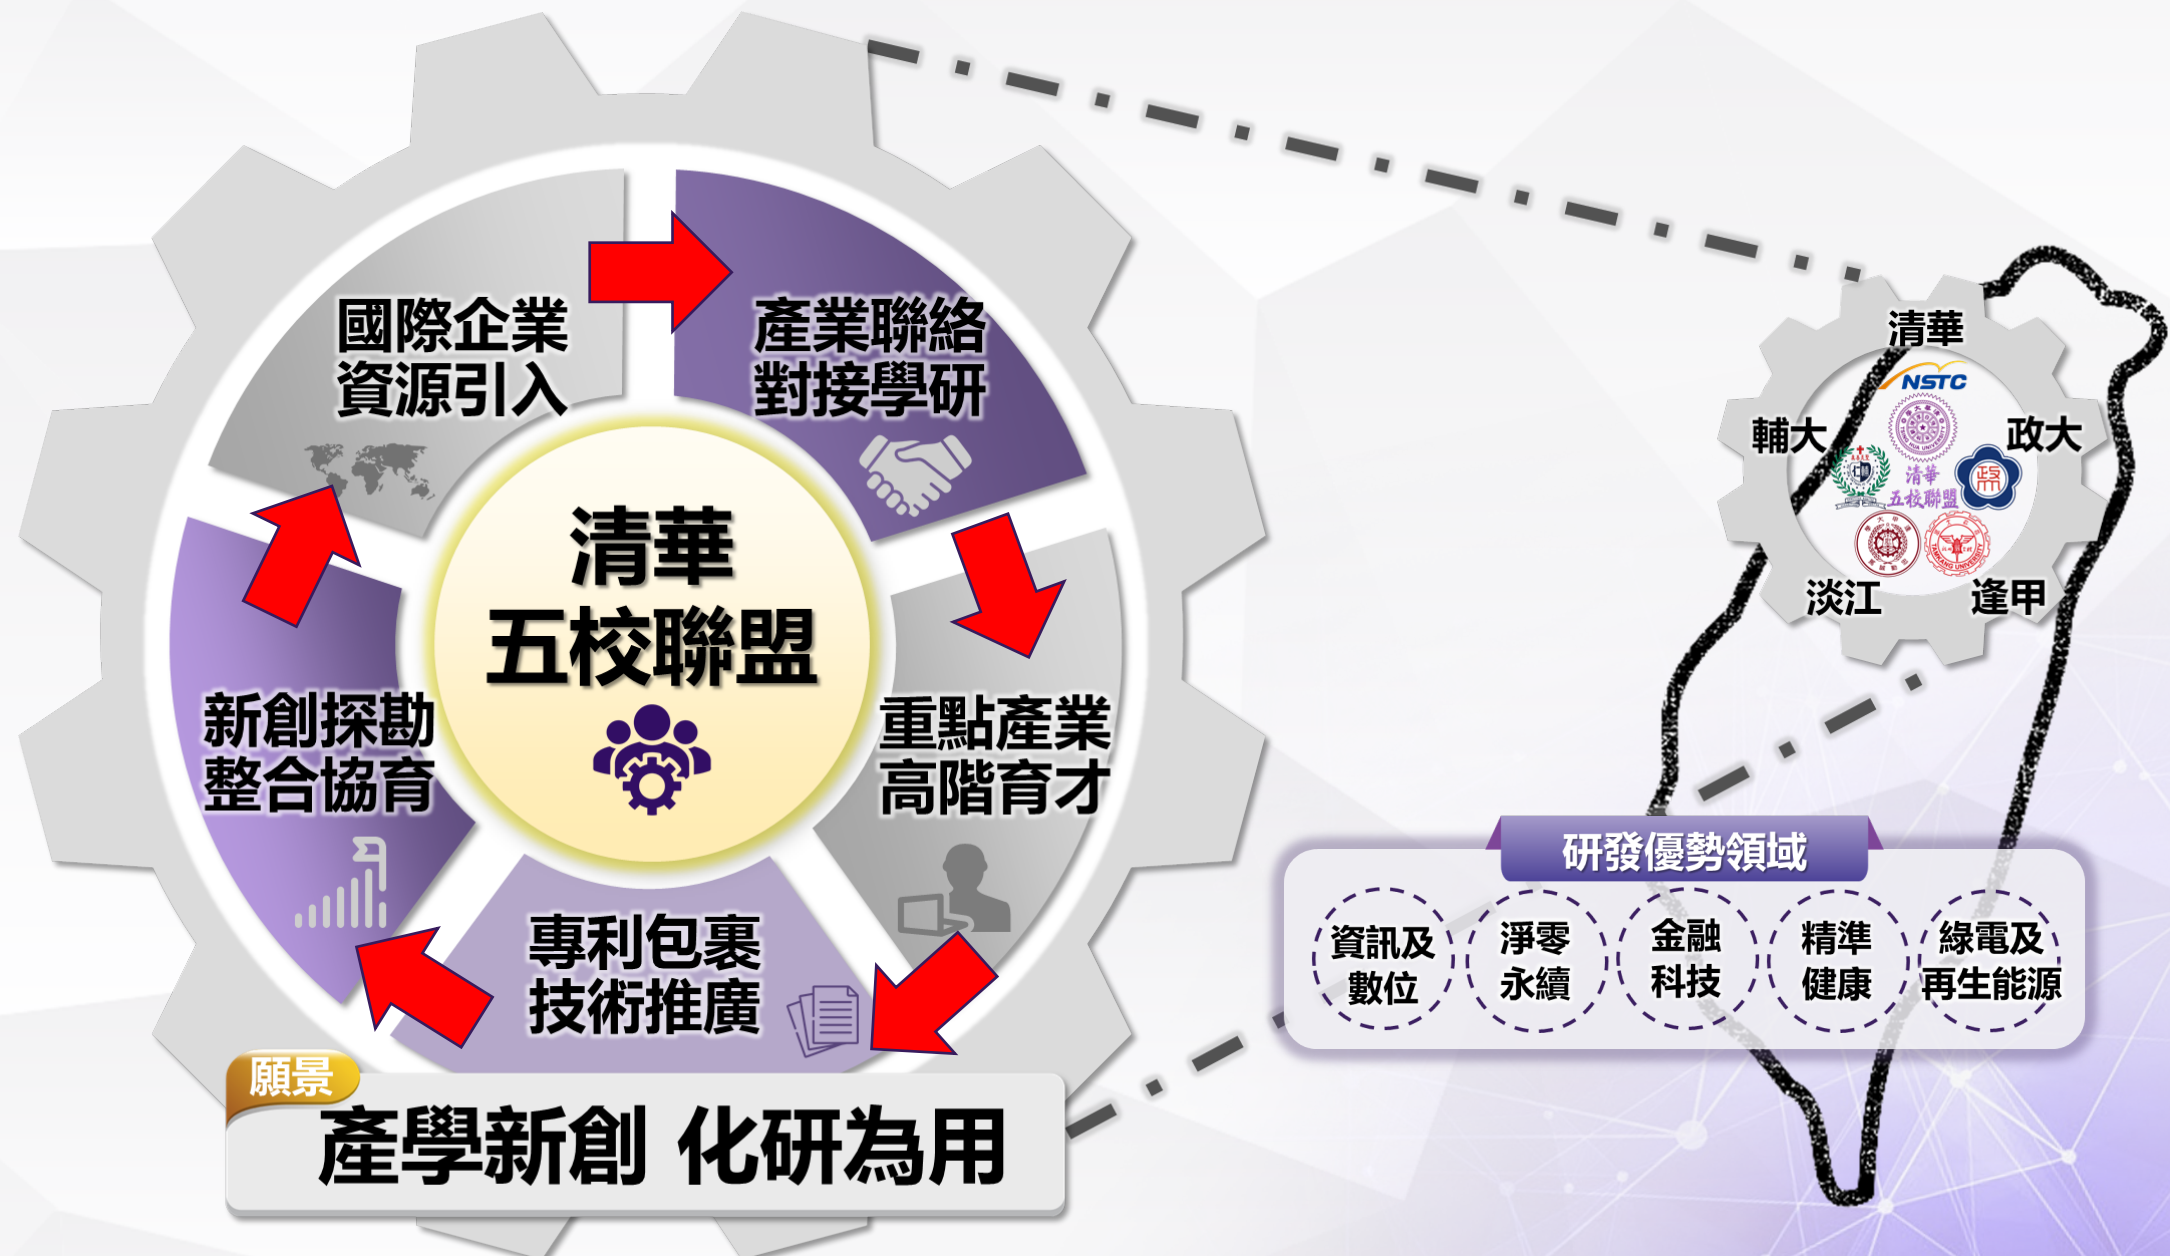 國際企業
資源引入
產業聯絡
對接學研
重點產業
高階育才
專利包裹
技術推廣
新創探勘
整合協育
清華
五校聯盟
願景
產學新創 化研為用
清華
NSTC
輔大
政大
清華
五校聯盟
TAMKANG UNIVERSITY
淡江
逢甲
研發優勢領域
資訊及
數位
淨零
永續
金融
科技
精準
健康
綠電及
再生能源